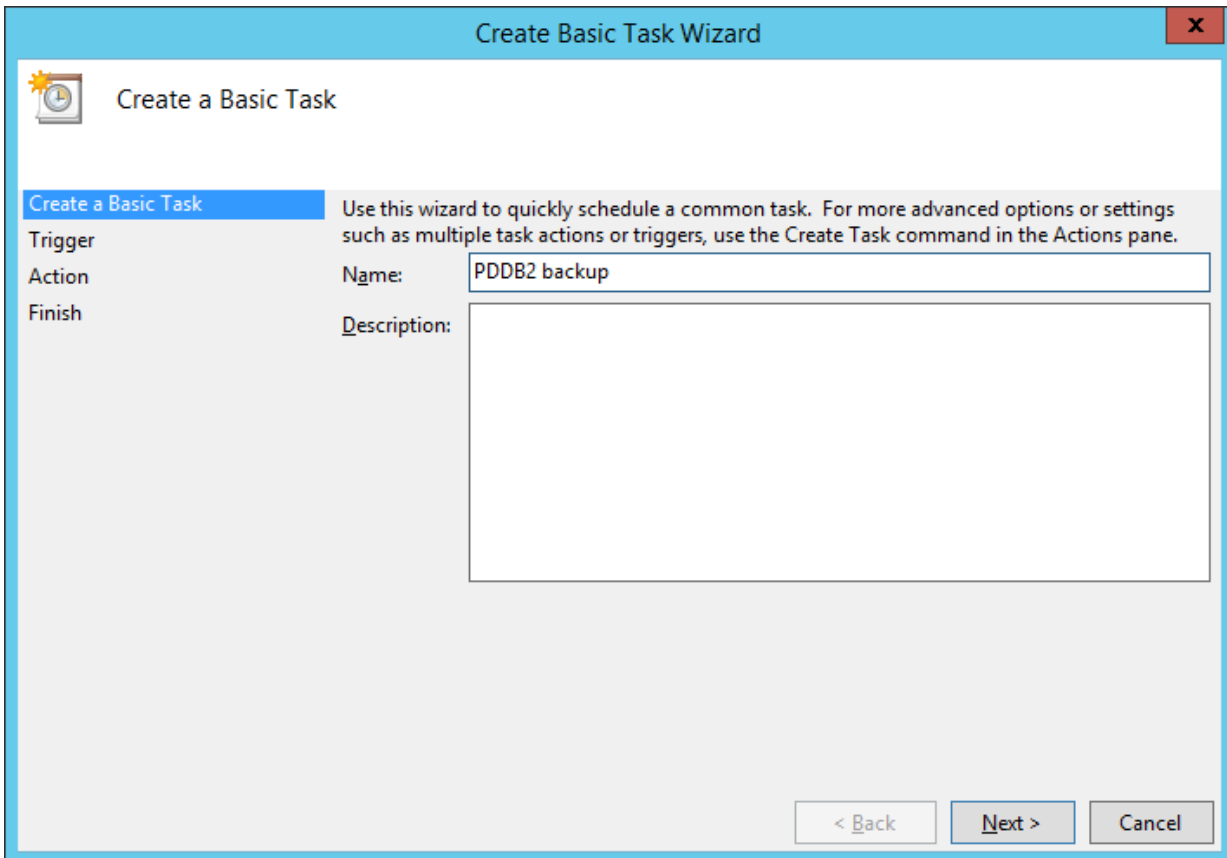 Create Basic Task Wizard
x
Create a Basic Task
Create a Basic Task
Trigger
Action
Finish
Use this wizard to quickly schedule a common task. For more advanced options or settings
such as multiple task actions or triggers, use the Create Task command in the Actions pane.
Name:
PDDB2 backup
Description:
< Back
Next >
Cancel